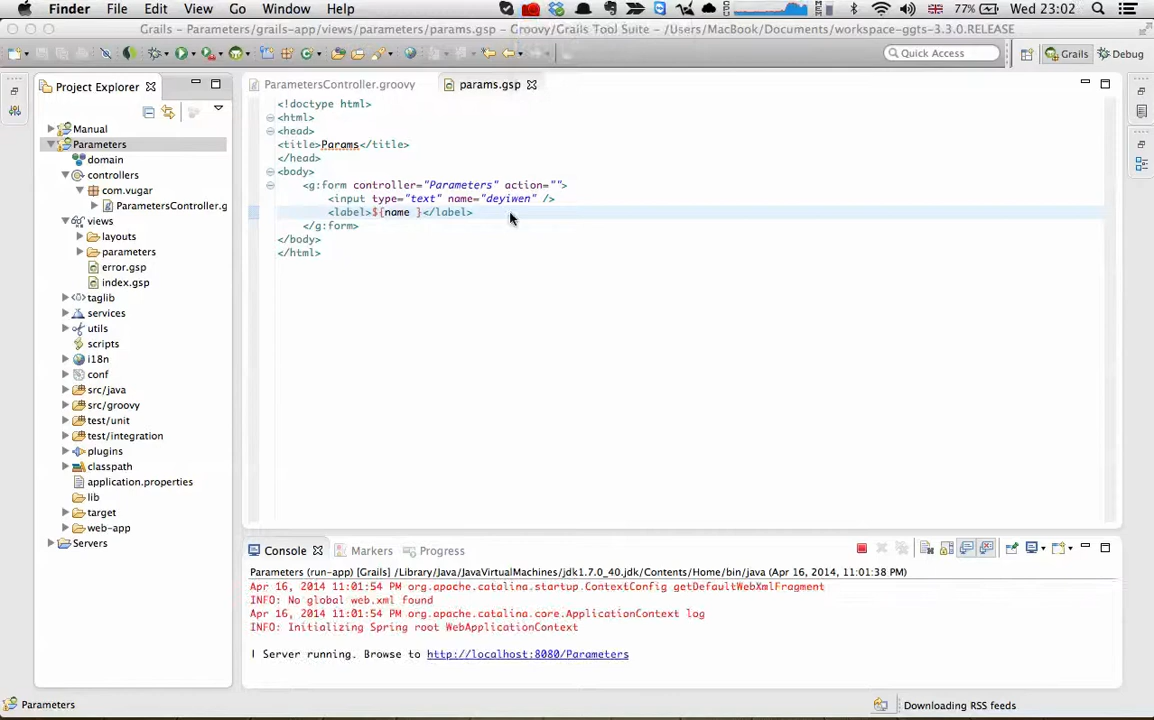 Finder File Edit View Go Window Help 77% Wed 23:02
Grails - Parameters/grails-app/views/parameters/params.gsp - Groovy/Grails Tool Suite - /Users/MacBook/Documents/workspace-ggts-3.3.0.RELEASE
Quick Access Grails Debug
Project Explorer
Manual
Parameters
domain
controllers
com.vugar
ParametersController.g
views
layouts
parameters
error.gsp
index.gsp
taglib
services
utils
scripts
i18n
conf
src/java
src/groovy
test/unit
test/integration
plugins
classpath
application.properties
lib
target
web-app
Servers
ParametersController.groovy params.gsp
<!doctype html>
<html>
<head>
<title>Params</title>
</head>
<body>
<g:form controller="Parameters" action="">
<input type="text" name="deyiwen" />
<label>${name }</label>
</g:form>
</body>
</html>
Console Markers Progress
Parameters (run-app) [Grails] /Library/Java/JavaVirtualMachines/jdk1.7.0_40.jdk/Contents/Home/bin/java (Apr 16, 2014, 11:01:38 PM)
Apr 16, 2014 11:01:54 PM org.apache.catalina.startup.ContextConfig getDefaultWebXmlFragment
INFO: No global web.xml found
Apr 16, 2014 11:01:54 PM org.apache.catalina.core.ApplicationContext log
INFO: Initializing Spring root WebApplicationContext
| Server running. Browse to http://localhost:8080/Parameters
Parameters Downloading RSS feeds